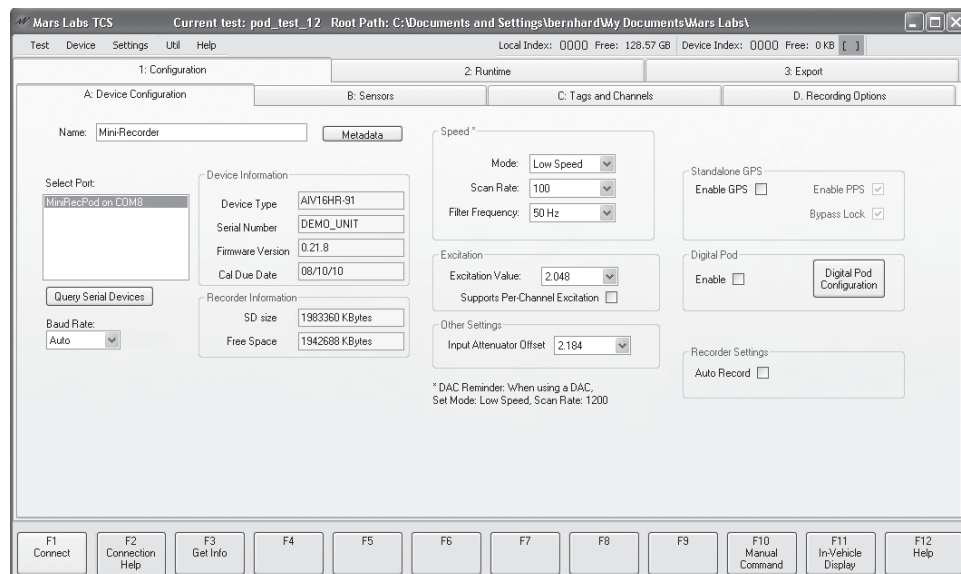 Mars Labs TCS Current test: pod_test_12 Root Path: C:\Documents and Settings\bernhard\My Documents\Mars Labs\
Test Device Settings Util Help Local Index: 0000 Free: 128.57 GB Device Index: 0000 Free: 0 KB [ ]
1: Configuration 2: Runtime 3: Export
A: Device Configuration B: Sensors C: Tags and Channels D. Recording Options
Name: Mini-Recorder Metadata
Select Port:
MiniRecPod on COM8
Query Serial Devices
Baud Rate:
Auto
Device Information
Device Type AIV16HR-91
Serial Number DEMO_UNIT
Firmware Version 0.21.8
Cal Due Date 08/10/10
Recorder Information
SD size 1983360 KBytes
Free Space 1942688 KBytes
Speed *
Mode: Low Speed
Scan Rate: 100
Filter Frequency: 50 Hz
Excitation
Excitation Value: 2.048
Supports Per-Channel Excitation
Other Settings
Input Attenuator Offset 2.184
* DAC Reminder: When using a DAC,
Set Mode: Low Speed, Scan Rate: 1200
Standalone GPS
Enable GPS Enable PPS
Bypass Lock
Digital Pod
Enable Digital Pod
Configuration
Recorder Settings
Auto Record
F1
Connect
F2
Connection
Help
F3
Get Info
F4
F5
F6
F7
F8
F9
F10
Manual
Command
F11
In-Vehicle
Display
F12
Help